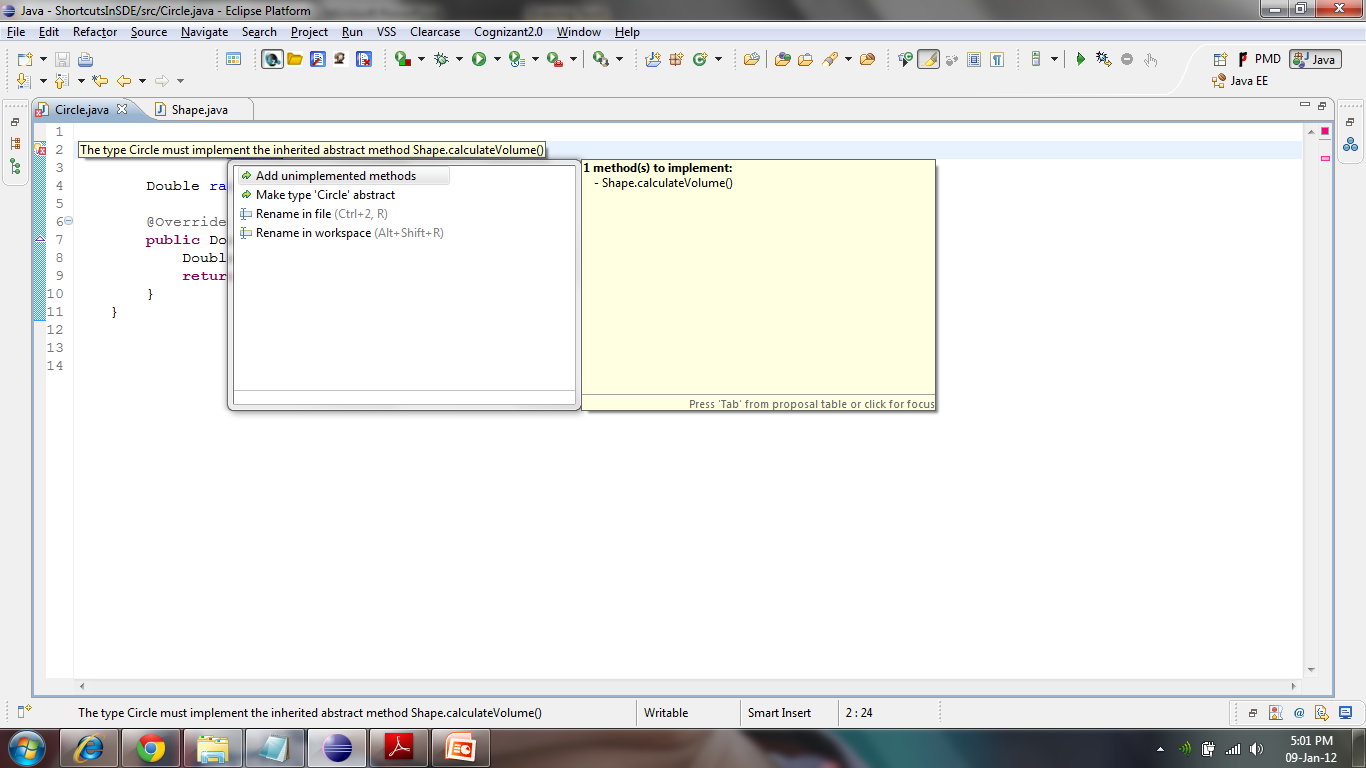 Java - ShortcutsInSDE/src/Circle.java - Eclipse Platform
File Edit Refactor Source Navigate Search Project Run VSS Clearcase Cognizant2.0 Window Help
PMD Java
Java EE
Circle.java Shape.java
1
2 The type Circle must implement the inherited abstract method Shape.calculateVolume()
3
4 Double ra
5
6 @Override
7 public Dou
8 Doubl
9 retur
10 }
11 }
12
13
14
Add unimplemented methods
Make type 'Circle' abstract
Rename in file (Ctrl+2, R)
Rename in workspace (Alt+Shift+R)
1 method(s) to implement:
- Shape.calculateVolume()
Press 'Tab' from proposal table or click for focus
The type Circle must implement the inherited abstract method Shape.calculateVolume() Writable Smart Insert 2 : 24
5:01 PM
09-Jan-12